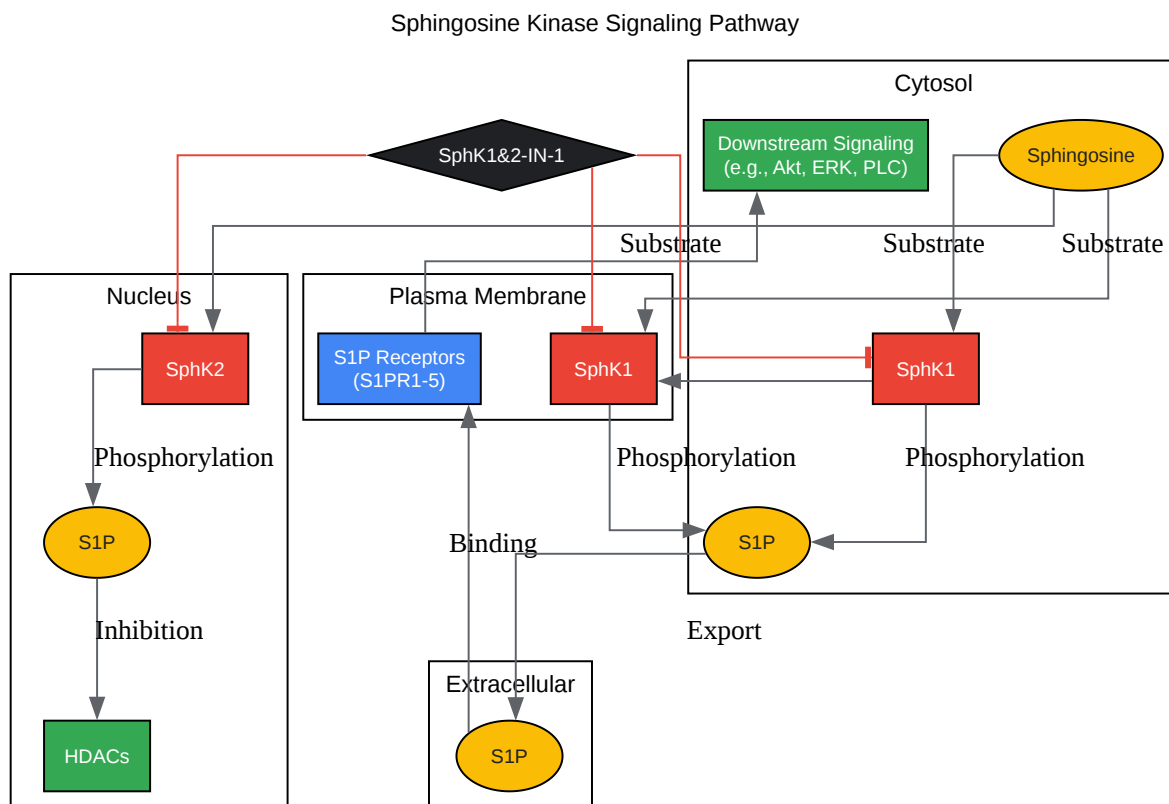 Sphingosine Kinase Signaling Pathway
Cytosol
SphK1&2-IN-1
Downstream Signaling
(e.g., Akt, ERK, PLC)
Sphingosine
Substrate
Substrate
Substrate
Nucleus
Plasma Membrane
SphK2
S1P Receptors
(S1PR1-5)
SphK1
SphK1
Phosphorylation
Phosphorylation
Phosphorylation
S1P
Binding
S1P
Inhibition
Export
Extracellular
HDACs
S1P